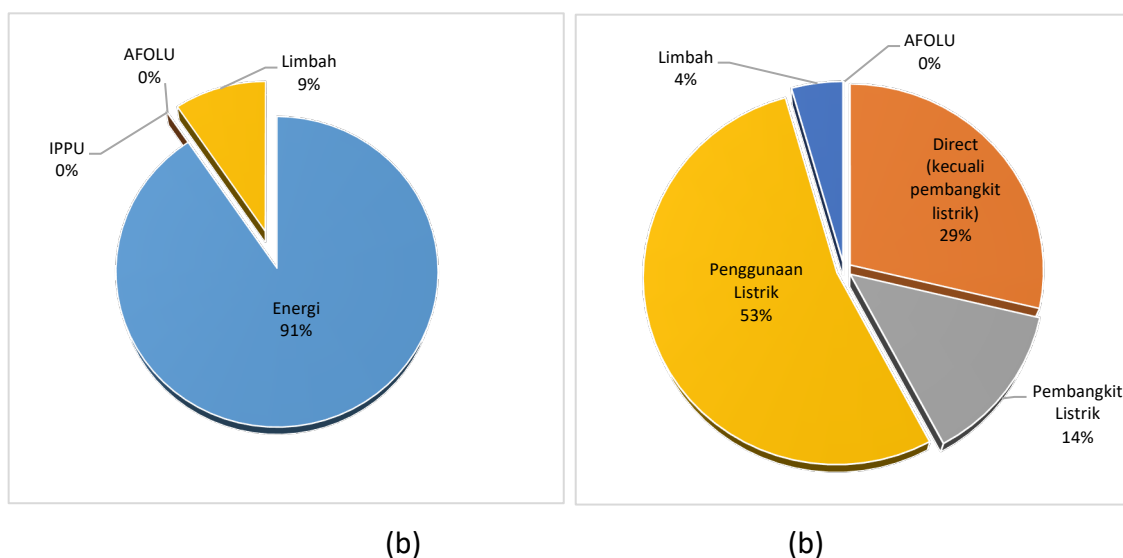 AFOLU
0%
Limbah
9%
IPPU
0%
Energi
91%
(b)
Limbah
4%
AFOLU
0%
Direct
(kecuali
pembangkit
listrik)
29%
Penggunaan
Listrik
53%
Pembangkit
Listrik
14%
(b)